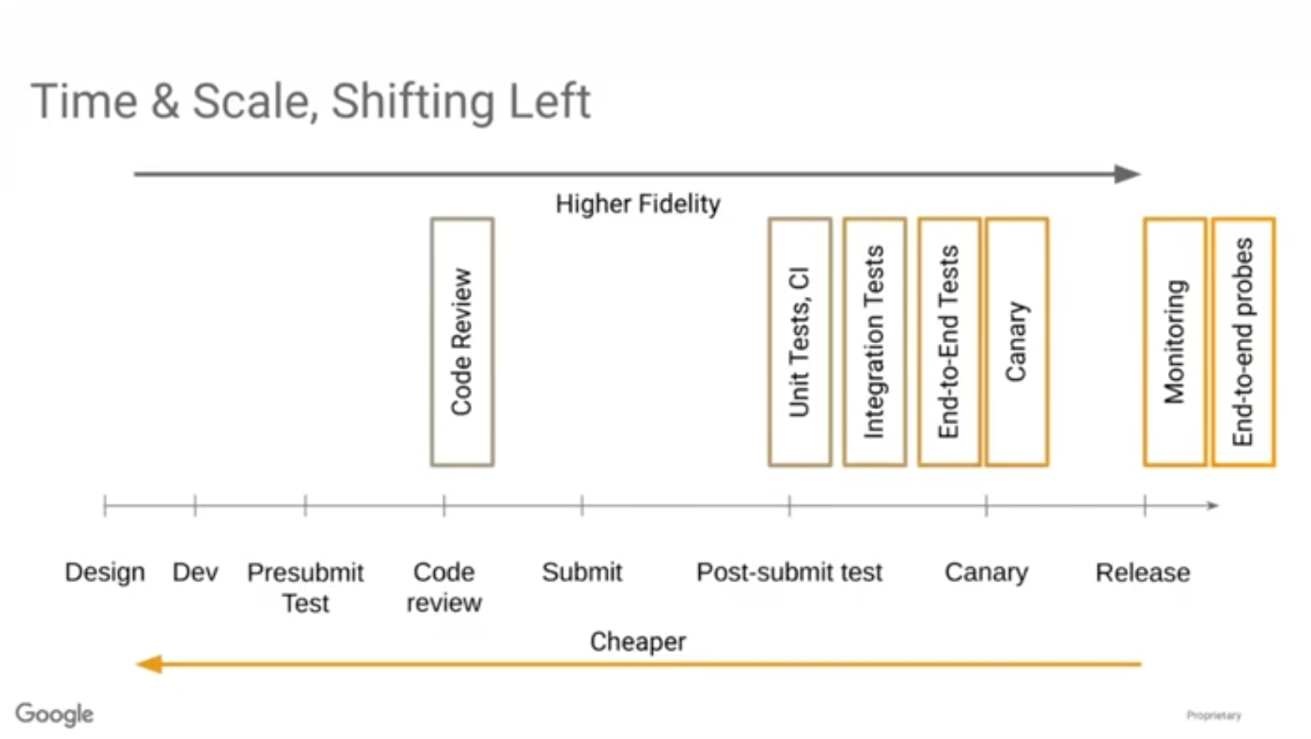 Time & Scale, Shifting Left
Higher Fidelity
Code Review
Unit Tests, CI
Integration Tests
End-to-End Tests
Canary
Monitoring
End-to-end probes
Design
Dev
Presubmit
Test
Code
review
Submit
Post-submit test
Canary
Release
Cheaper
Google
Proprietary